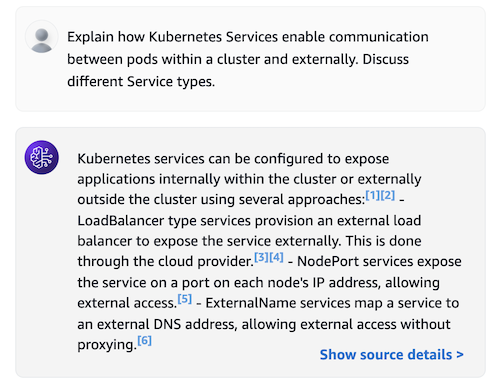 Explain how Kubernetes Services enable communication
between pods within a cluster and externally. Discuss
different Service types.
Kubernetes services can be configured to expose
applications internally within the cluster or externally
outside the cluster using several approaches:[1][2] -
LoadBalancer type services provision an external load
balancer to expose the service externally. This is done
through the cloud provider.[3][4] - NodePort services expose
the service on a port on each node's IP address, allowing
external access.[5] - ExternalName services map a service to
an external DNS address, allowing external access without
proxying.[6]
Show source details >